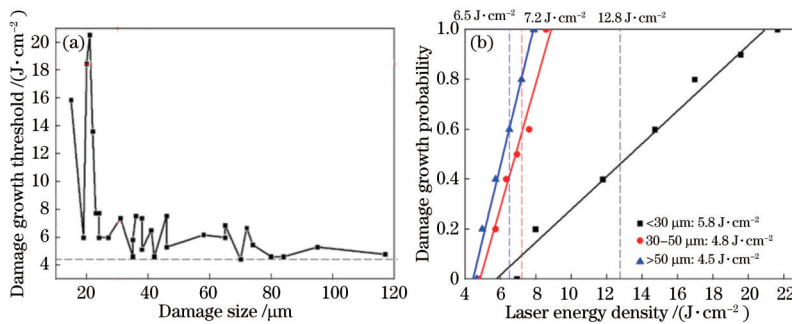 (a)
Damage growth threshold /(J·cm⁻²)
20
18
16
14
12
10
8
6
4
20
40
60
80
100
120
Damage size /μm
6.5 J·cm⁻²
7.2 J·cm⁻²
12.8 J·cm⁻²
(b)
Damage growth probability
1.0
0.8
0.6
0.4
0.2
0
<30 μm: 5.8 J·cm⁻²
30–50 μm: 4.8 J·cm⁻²
>50 μm: 4.5 J·cm⁻²
4
6
8
10
12
14
16
18
20
22
Laser energy density /(J·cm⁻²)